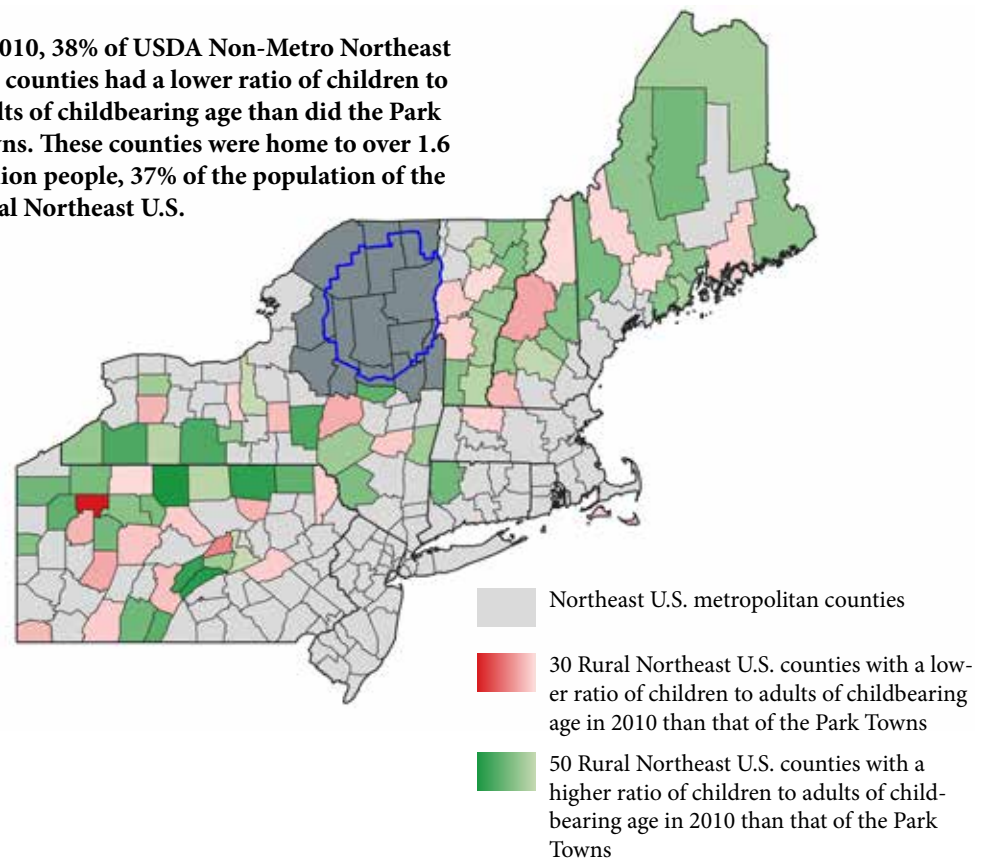 010, 38% of USDA Non-Metro Northeast
counties had a lower ratio of children to
lts of childbearing age than did the Park
ns. These counties were home to over 1.6
ion people, 37% of the population of the
al Northeast U.S.
Northeast U.S. metropolitan counties
30 Rural Northeast U.S. counties with a low-
er ratio of children to adults of childbearing
age in 2010 than that of the Park Towns
50 Rural Northeast U.S. counties with a
higher ratio of children to adults of child-
bearing age in 2010 than that of the Park
Towns